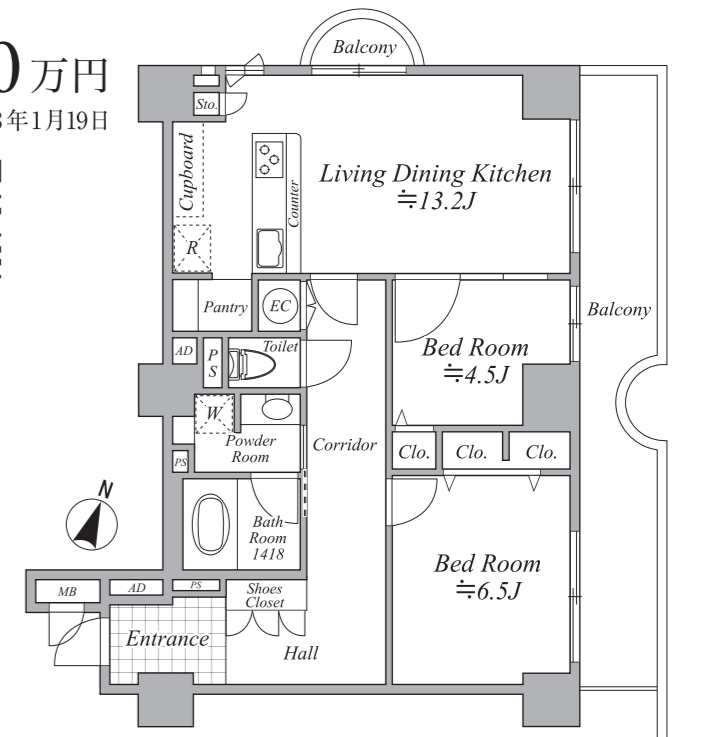 0万円
年1月19日
Balcony
Sto.
Cupboard
Counter
Living Dining Kitchen
≒13.2J
R
Pantry
EC
Balcony
AD
PS
Toilet
Bed Room
≒4.5J
W
Powder
Room
Corridor
Clo.
Clo.
Clo.
PS
N
Bath
Room
1418
Bed Room
≒6.5J
MB
AD
PS
Shoes
Closet
Entrance
Hall